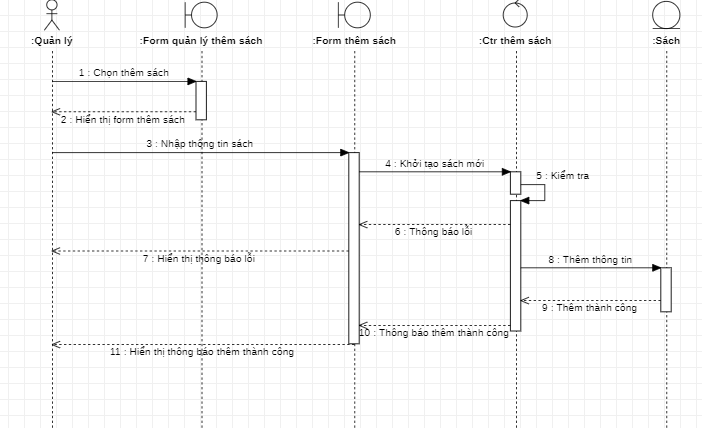 :Quản lý
:Form quản lý thêm sách
:Form thêm sách
:Ctr thêm sách
:Sách
1 : Chọn thêm sách
2 : Hiển thị form thêm sách
3 : Nhập thông tin sách
4 : Khởi tạo sách mới
5 : Kiểm tra
6 : Thông báo lỗi
7 : Hiển thị thông báo lỗi
8 : Thêm thông tin
9 : Thêm thành công
10 : Thông báo thêm thành công
11 : Hiển thị thông báo thêm thành công